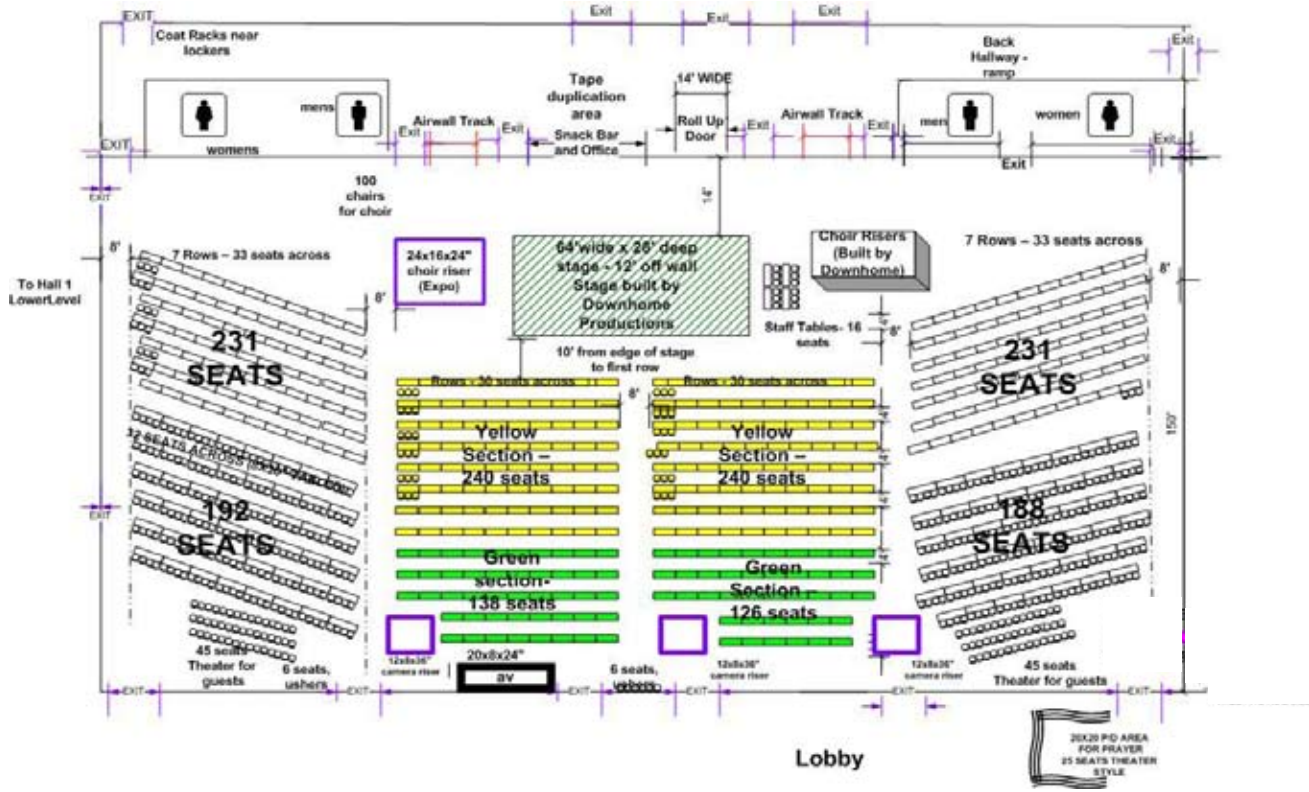 EXIT
Exit
Exit
Exit
Exit
Coat Racks near
lockers
Back
Hallway -
ramp
Tape
duplication
area
14' WIDE
mens
womens
Exit
Airwall Track
Exit
Snack Bar
and Office
Roll Up
Door
Exit
Airwall Track
Exit
men
women
Exit
Exit
EXIT
EXIT
100
chairs
for choir
14'
8'
7 Rows – 33 seats across
24x16x24"
choir riser
(Expo)
64'wide x 28' deep
stage - 12' off wall
Stage built by
Downhome
Productions
Choir Risers
(Built by
Downhome)
7 Rows – 33 seats across
8'
To Hall 1
LowerLevel
8'
Staff Tables- 16
seats
4'
8'
231
SEATS
231
SEATS
10' from edge of stage
to first row
Rows - 30 seats across
8'
Rows - 30 seats across
4'
4'
4'
4'
150'
Yellow
Section –
240 seats
Yellow
Section –
240 seats
SEATS ACROSS
192
SEATS
188
SEATS
EXIT
Green
section-
138 seats
Green
Section –
126 seats
45 seats
Theater for
guests
6 seats,
ushers
12x8x36"
camera riser
20x8x24"
av
6 seats,
ushers
12x8x36"
camera riser
12x8x36"
camera riser
45 seats
Theater for guests
EXIT
EXIT
EXIT
EXIT
EXIT
Lobby
20X20 P/D AREA
FOR PRAYER
25 SEATS THEATER
STYLE